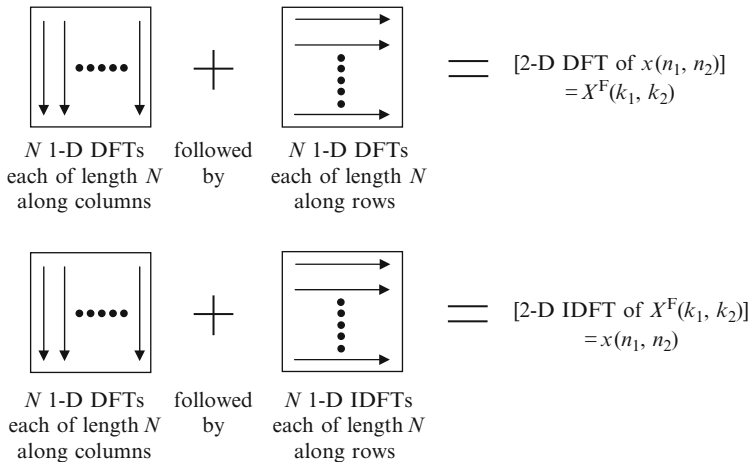 [2-D DFT of x(n₁, n₂)]
= X^F(k₁, k₂)
N 1-D DFTs
each of length N
along columns
followed
by
N 1-D DFTs
each of length N
along rows
[2-D IDFT of X^F(k₁, k₂)]
= x(n₁, n₂)
N 1-D DFTs
each of length N
along columns
followed
by
N 1-D IDFTs
each of length N
along rows